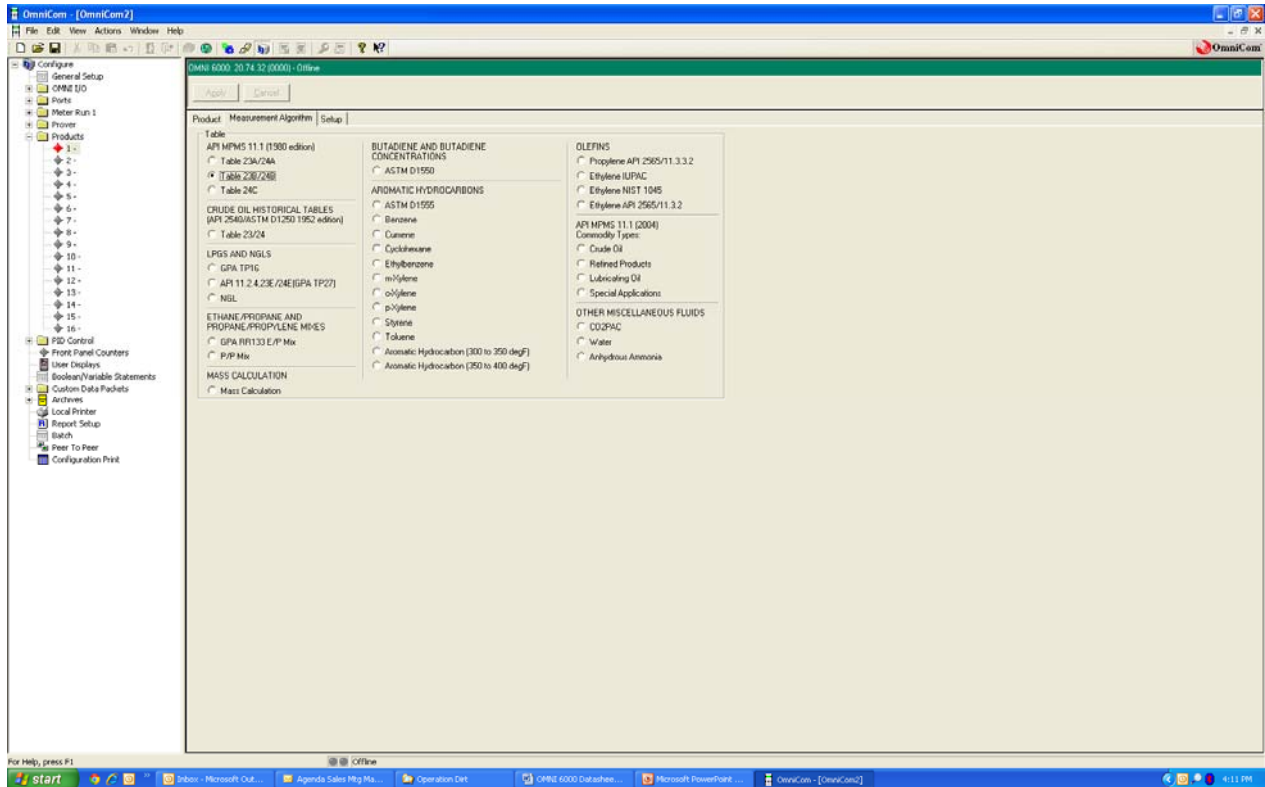 OmniCom - [OmniCom2]
File Edit View Actions Window Help
OmniCom
Configure
General Setup
OMNI I/O
Ports
Meter Run 1
Prover
Products
1 -
2 -
3 -
4 -
5 -
6 -
7 -
8 -
9 -
10 -
11 -
12 -
13 -
14 -
15 -
16 -
PID Control
Front Panel Counters
User Displays
Boolean/Variable Statements
Custom Data Packets
Archives
Local Printer
Report Setup
Batch
Peer To Peer
Configuration Print
OMNI 6000: 20.74.32 (0000) - Offline
Apply Cancel
Product Measurement Algorithm Setup
Table
API MPMS 11.1 (1980 edition)
Table 23A/24A
Table 23B/24B
Table 24C
CRUDE OIL HISTORICAL TABLES
(API 2540/ASTM D1250 1952 edition)
Table 23/24
LPGS AND NGLS
GPA TP16
API 11.2.4,23E/24E(GPA TP27)
NGL
ETHANE/PROPANE AND
PROPANE/PROPYLENE MIXES
GPA RR133 E/P Mix
P/P Mix
MASS CALCULATION
Mass Calculation
BUTADIENE AND BUTADIENE
CONCENTRATIONS
ASTM D1550
AROMATIC HYDROCARBONS
ASTM D1555
Benzene
Cumene
Cyclohexane
Ethylbenzene
m-Xylene
o-Xylene
p-Xylene
Styrene
Toluene
Aromatic Hydrocarbon (300 to 350 degF)
Aromatic Hydrocarbon (350 to 400 degF)
OLEFINS
Propylene API 2565/11.3.3.2
Ethylene IUPAC
Ethylene NIST 1045
Ethylene API 2565/11.3.2
API MPMS 11.1 (2004)
Commodity Types:
Crude Oil
Refined Products
Lubricating Oil
Special Applications
OTHER MISCELLANEOUS FLUIDS
CO2PAC
Water
Anhydrous Ammonia
For Help, press F1
Offline
start
Inbox - Microsoft Out...
Agenda Sales Mtg Ma...
Operation Dirt
OMNI 6000 Datashee...
Microsoft PowerPoint ...
OmniCom - [OmniCom2]
4:11 PM